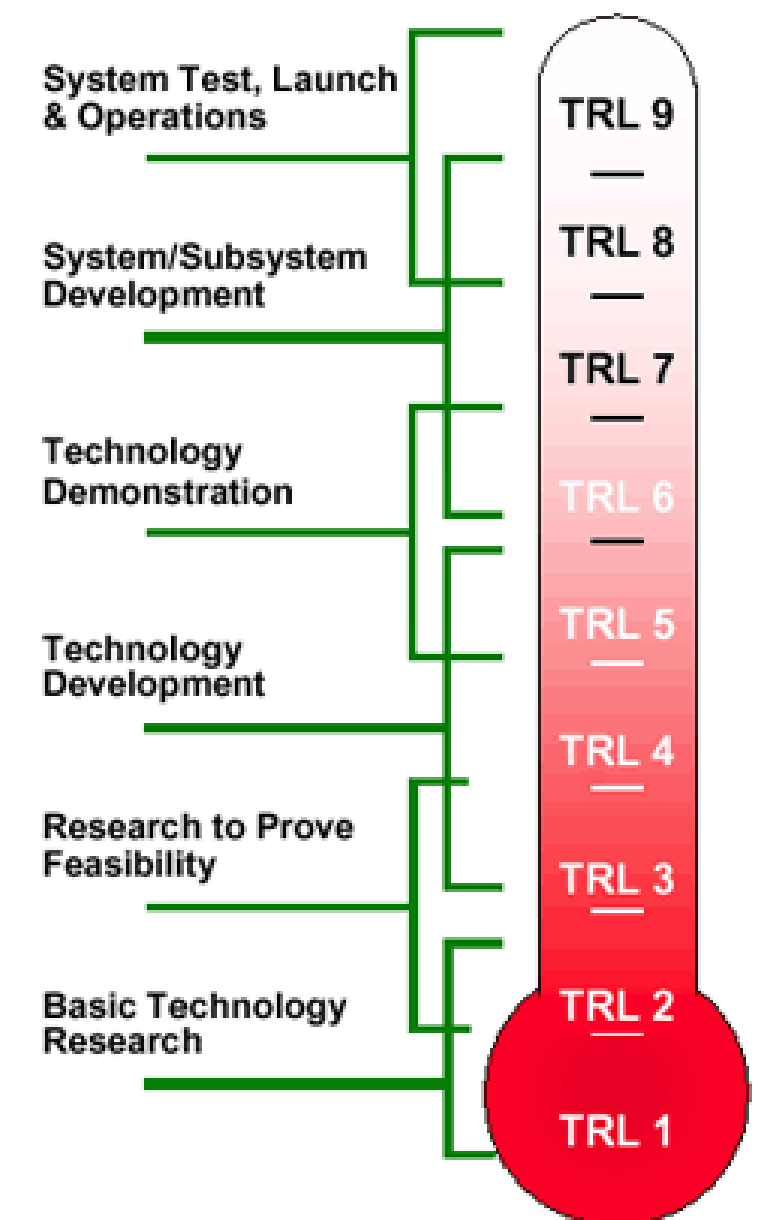 System Test, Launch
& Operations
System/Subsystem
Development
Technology
Demonstration
Technology
Development
Research to Prove
Feasibility
Basic Technology
Research
TRL 9
TRL 8
TRL 7
TRL 6
TRL 5
TRL 4
TRL 3
TRL 2
TRL 1